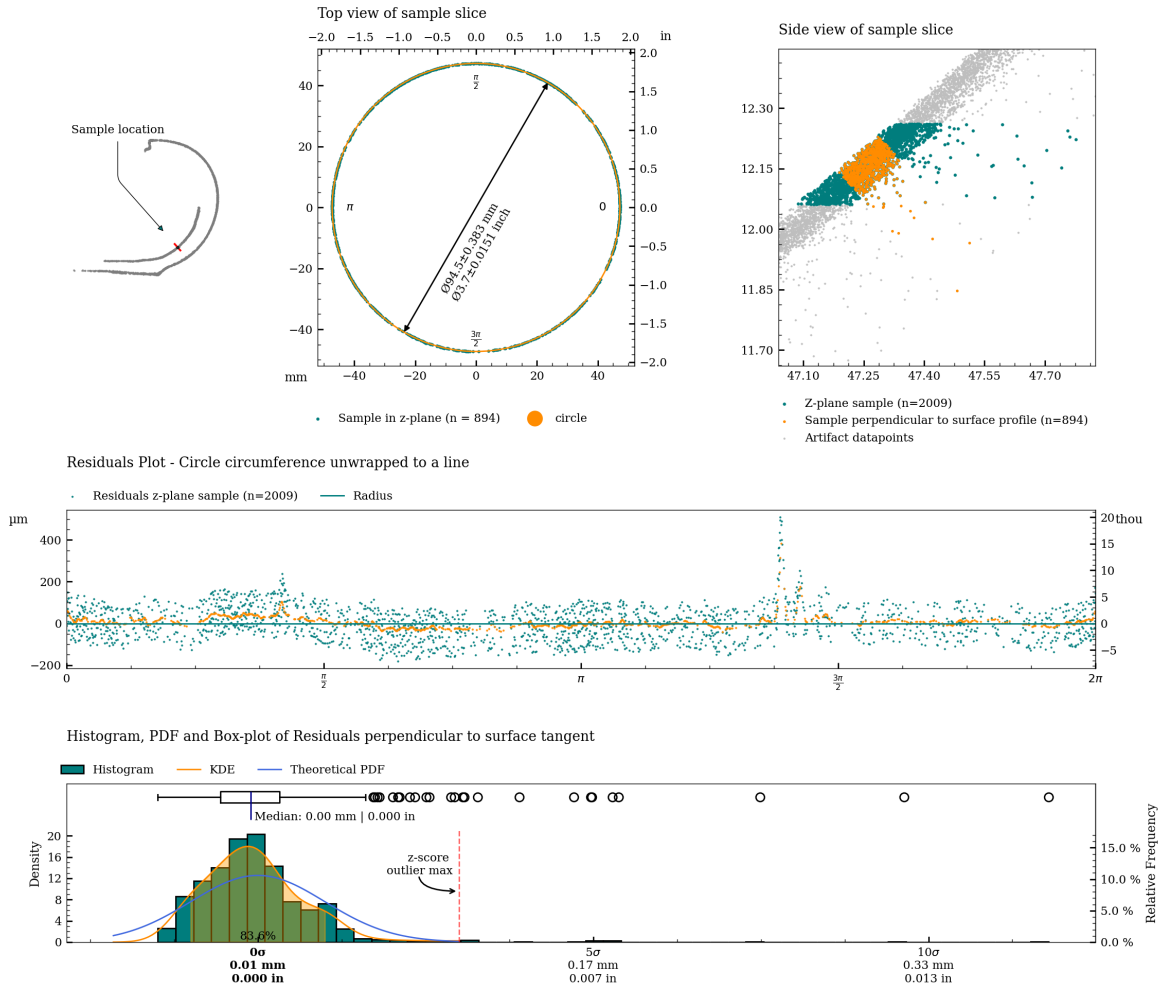 Top view of sample slice
−2.0 −1.5 −1.0 −0.5 0.0 0.5 1.0 1.5 2.0 in
Side view of sample slice
Sample location
40
20
0
−20
−40
mm
−40 −20 0 20 40
2.0
1.5
1.0
0.5
0.0
−0.5
−1.0
−1.5
−2.0
π/2
π
0
3π/2
Ø94.5±0.383 mm
Ø3.7±0.0151 inch
Sample in z-plane (n = 894) circle
12.30
12.15
12.00
11.85
11.70
47.10 47.25 47.40 47.55 47.70
Z-plane sample (n=2009)
Sample perpendicular to surface profile (n=894)
Artifact datapoints
Residuals Plot - Circle circumference unwrapped to a line
Residuals z-plane sample (n=2009) Radius
µm
400
200
0
−200
20 thou
15
10
5
0
−5
0 π/2 π 3π/2 2π
Histogram, PDF and Box-plot of Residuals perpendicular to surface tangent
Histogram KDE Theoretical PDF
Median: 0.00 mm | 0.000 in
z-score
outlier max
83.6%
Density
20
16
12
8
4
0
15.0 %
10.0 %
5.0 %
0.0 %
Relative Frequency
0σ 5σ 10σ
0.01 mm 0.17 mm 0.33 mm
0.000 in 0.007 in 0.013 in